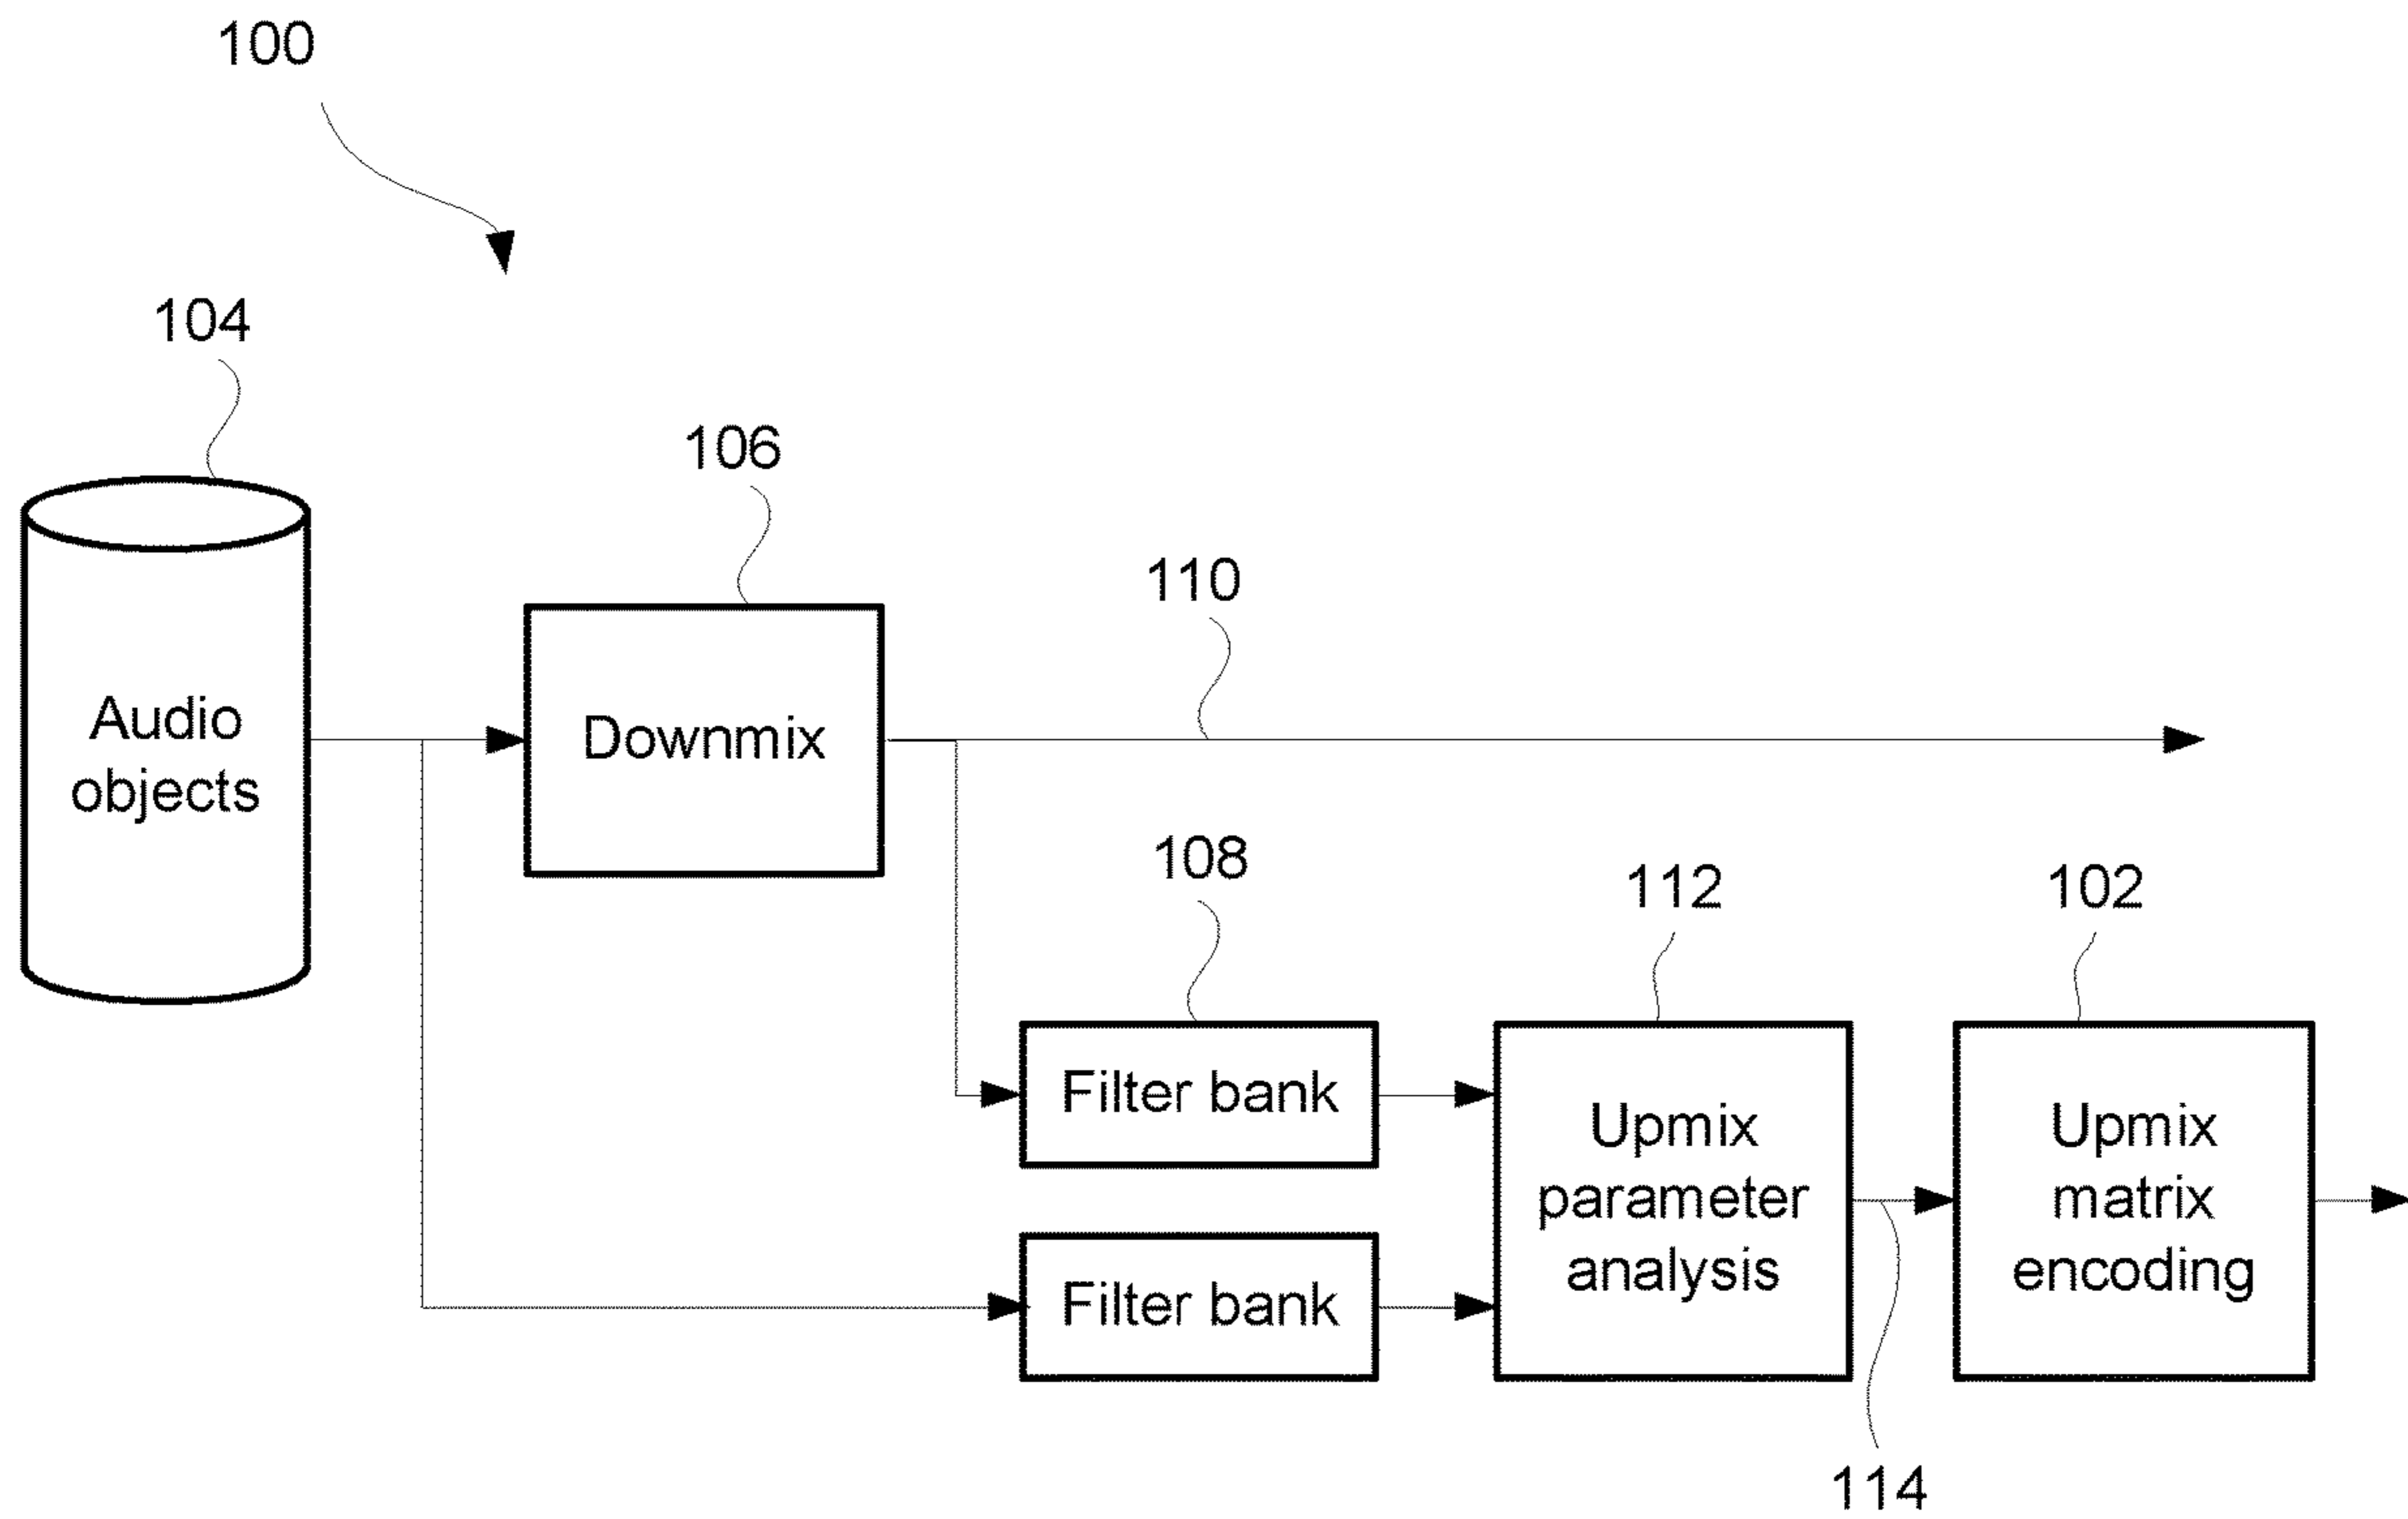 100
104
106
110
Audio
objects
Downmix
108
112
102
Filter bank
Upmix
parameter
analysis
Upmix
matrix
encoding
Filter bank
114